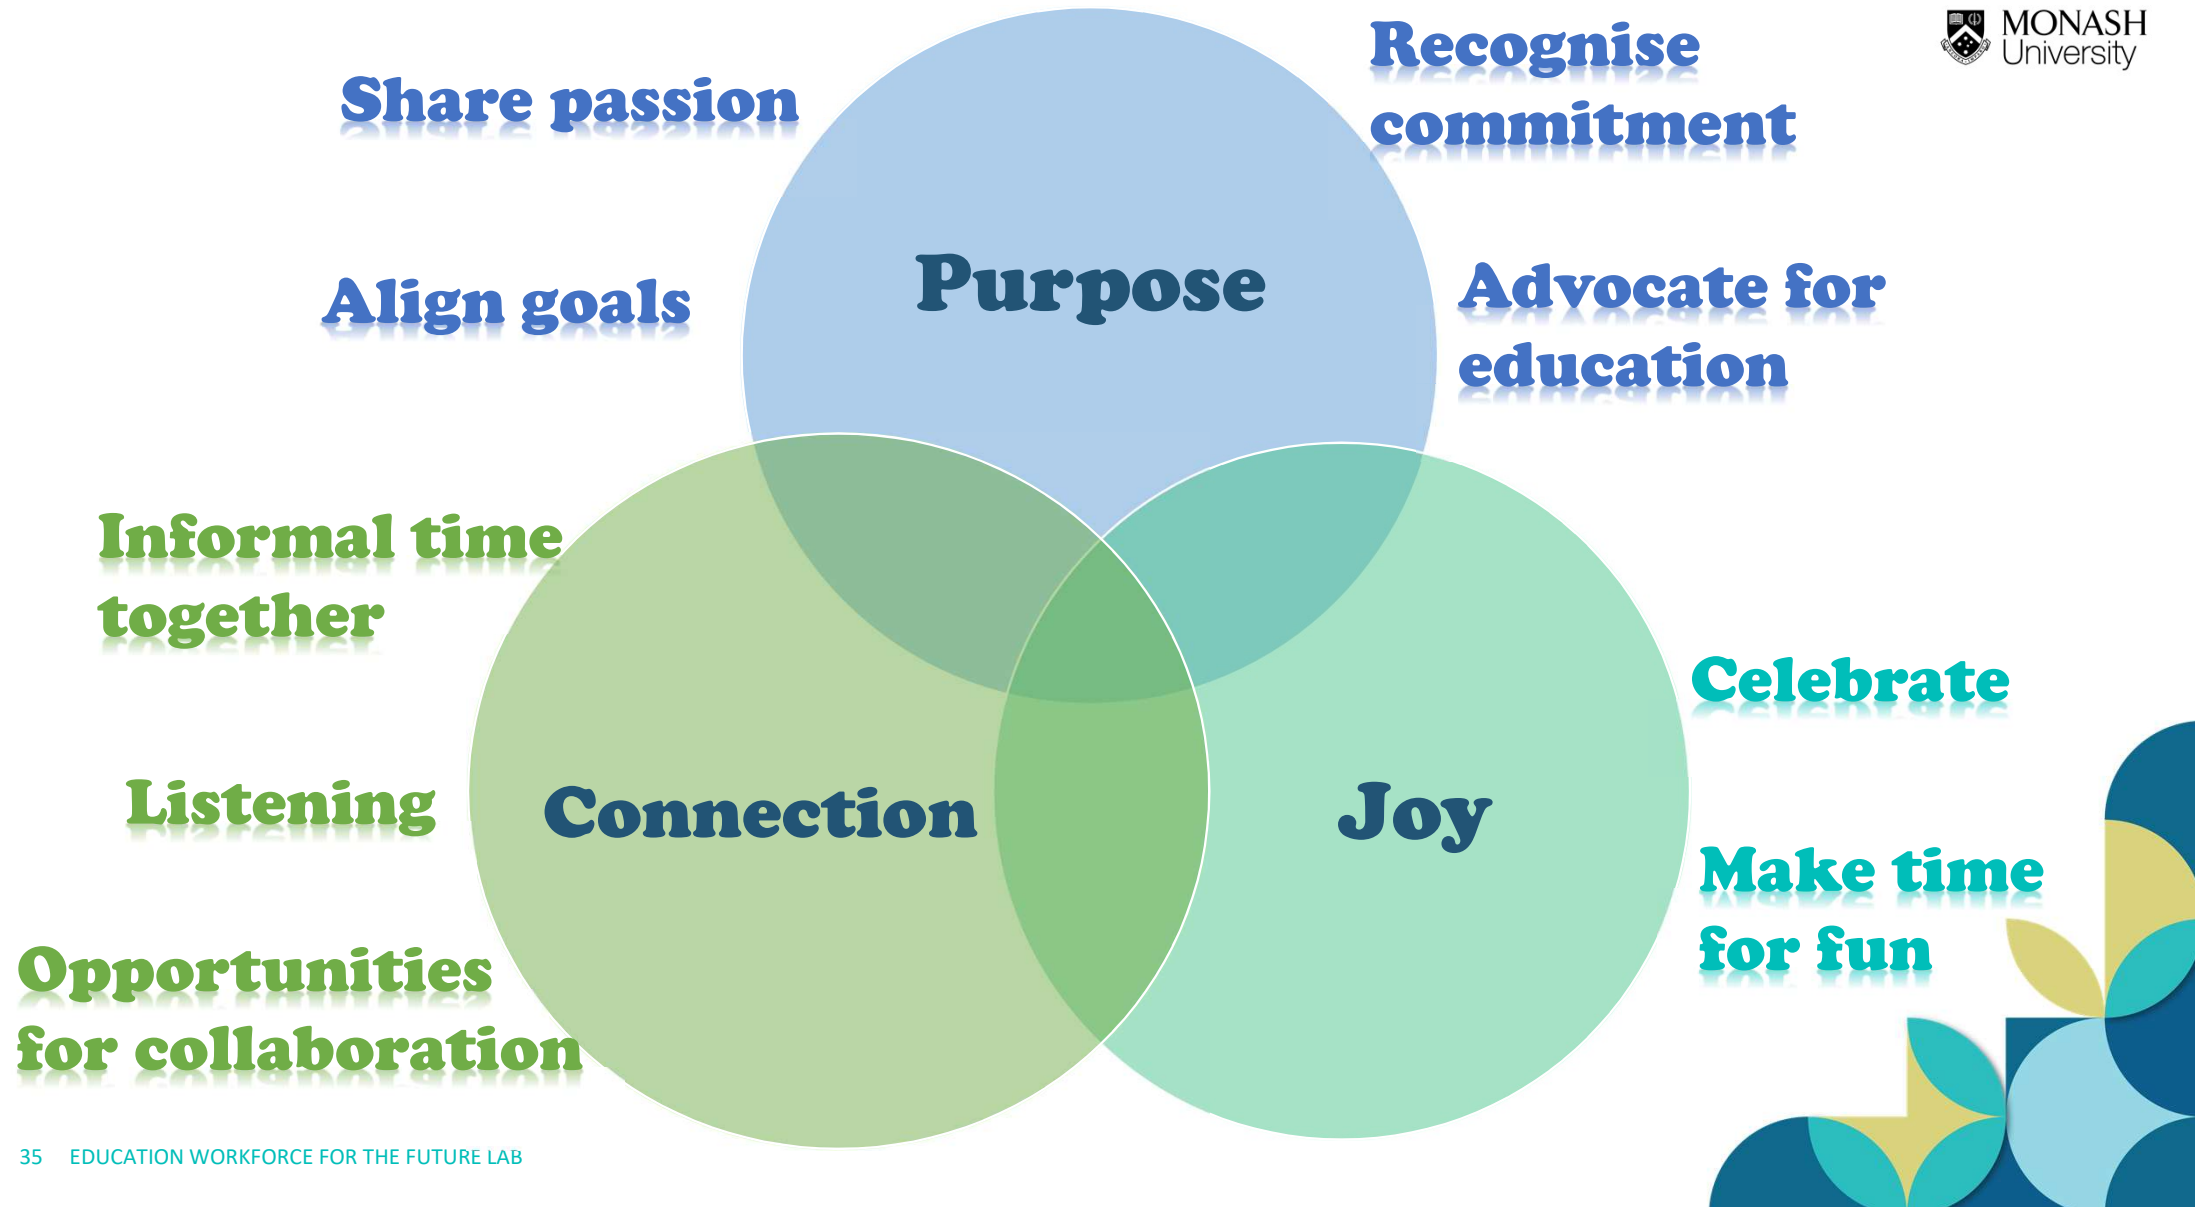 MONASH
University
Share passion
Recognise
commitment
Align goals
Purpose
Advocate for
education
Informal time
together
Listening
Connection
Opportunities
for collaboration
Joy
Celebrate
Make time
for fun
35 EDUCATION WORKFORCE FOR THE FUTURE LAB